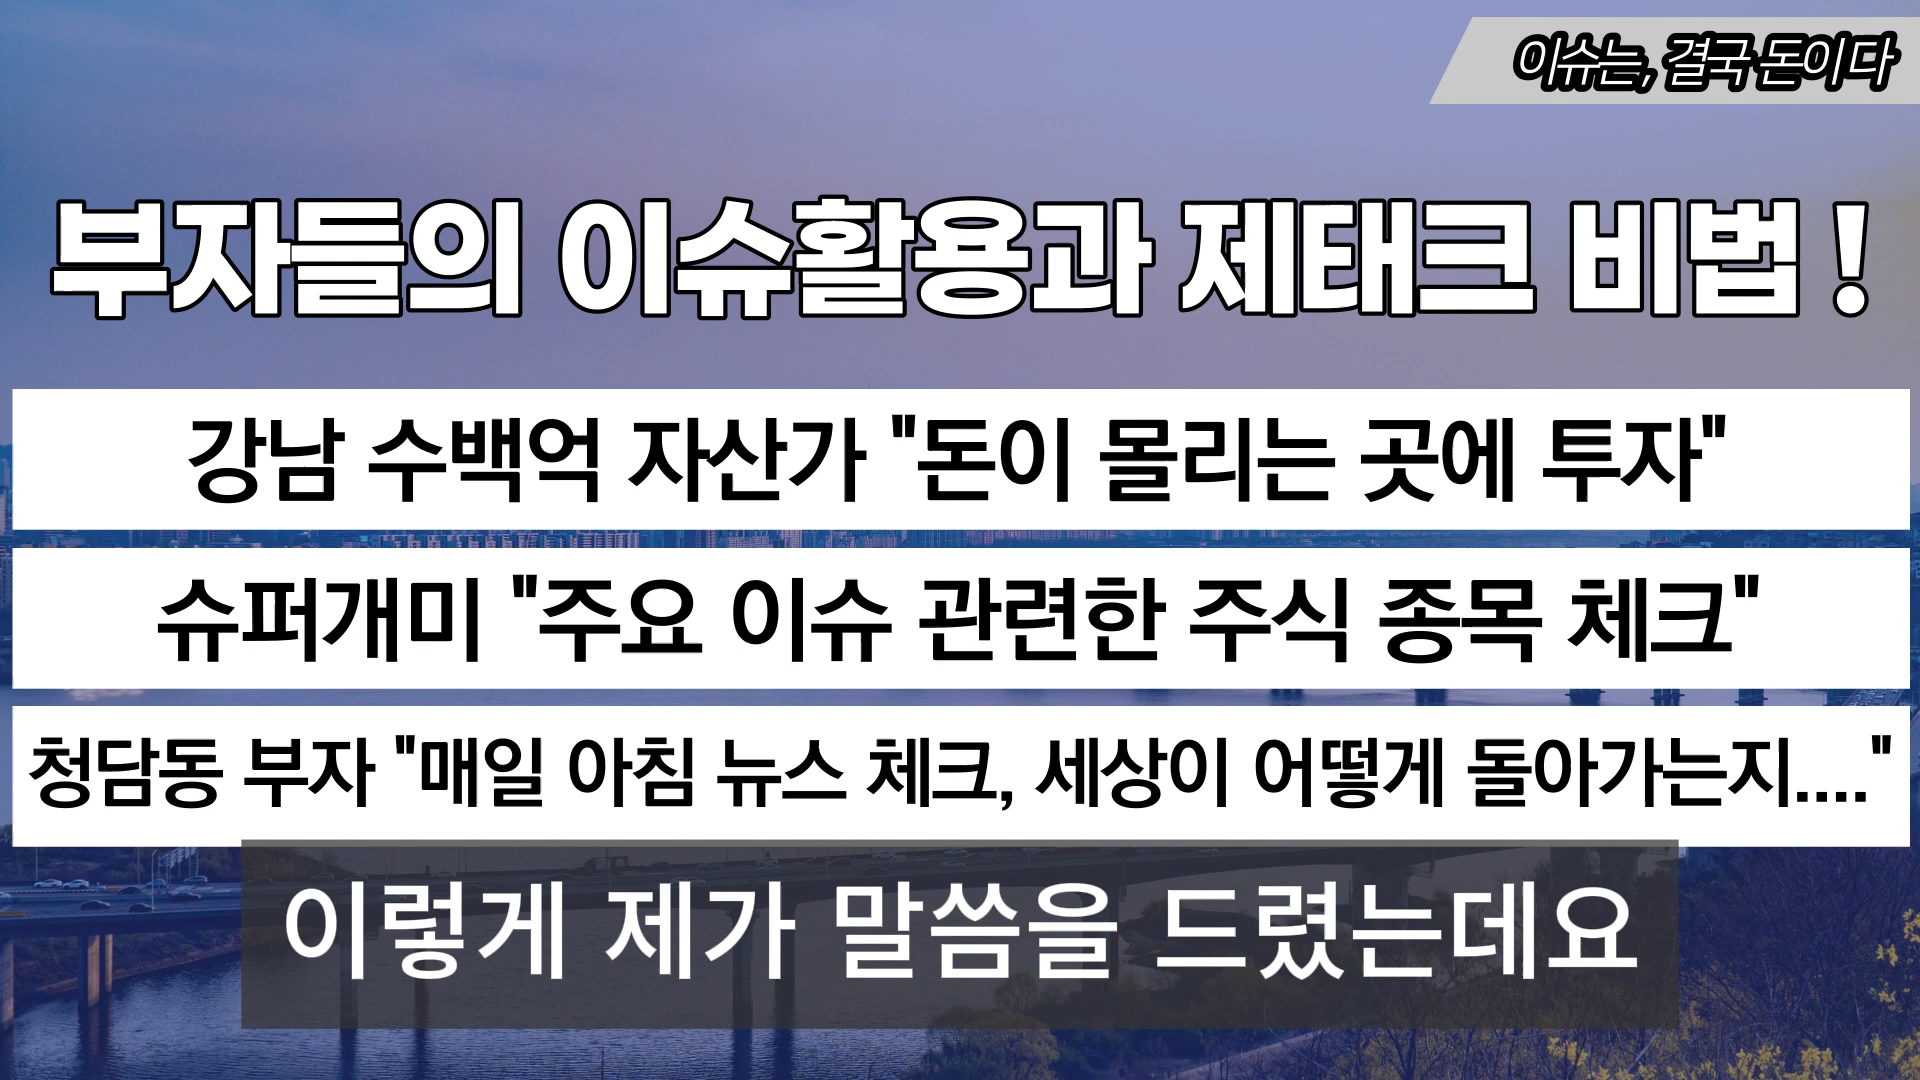 이슈는, 결국 돈이다
부자들의 이슈활용과 제태크 비법 !
강남 수백억 자산가 "돈이 몰리는 곳에 투자"
슈퍼개미 "주요 이슈 관련한 주식 종목 체크"
청담동 부자 "매일 아침 뉴스 체크, 세상이 어떻게 돌아가는지...."
이렇게 제가 말씀을 드렸는데요